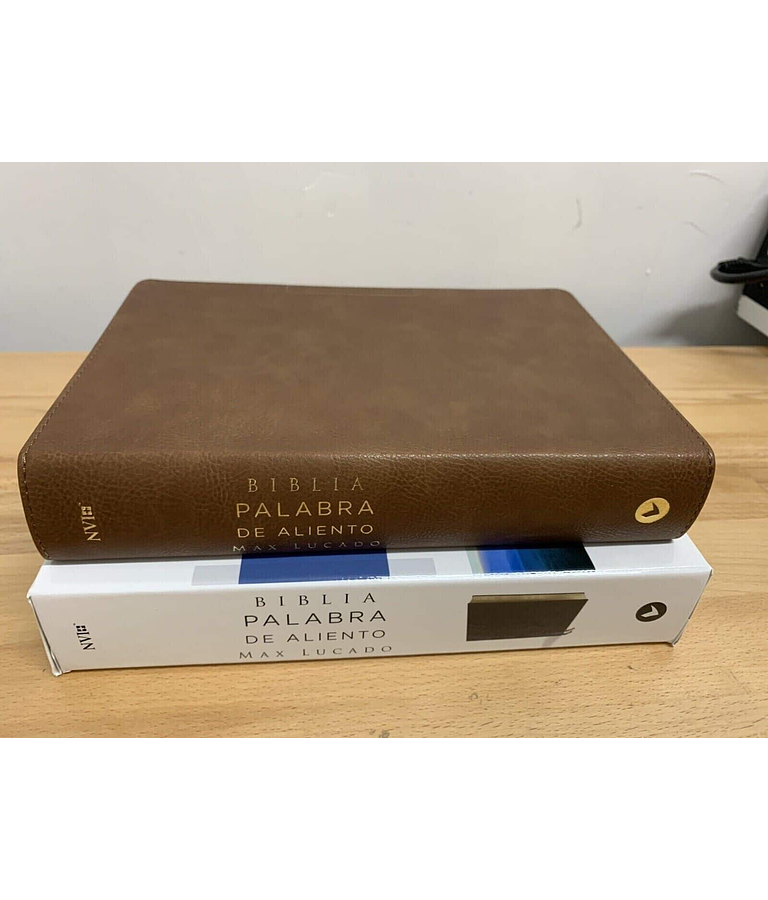 BIBLIA
PALABRA
DE ALIENTO
MAX LUCADO
NVI
BIBLIA
PALABRA
DE ALIENTO
MAX LUCADO
NVI